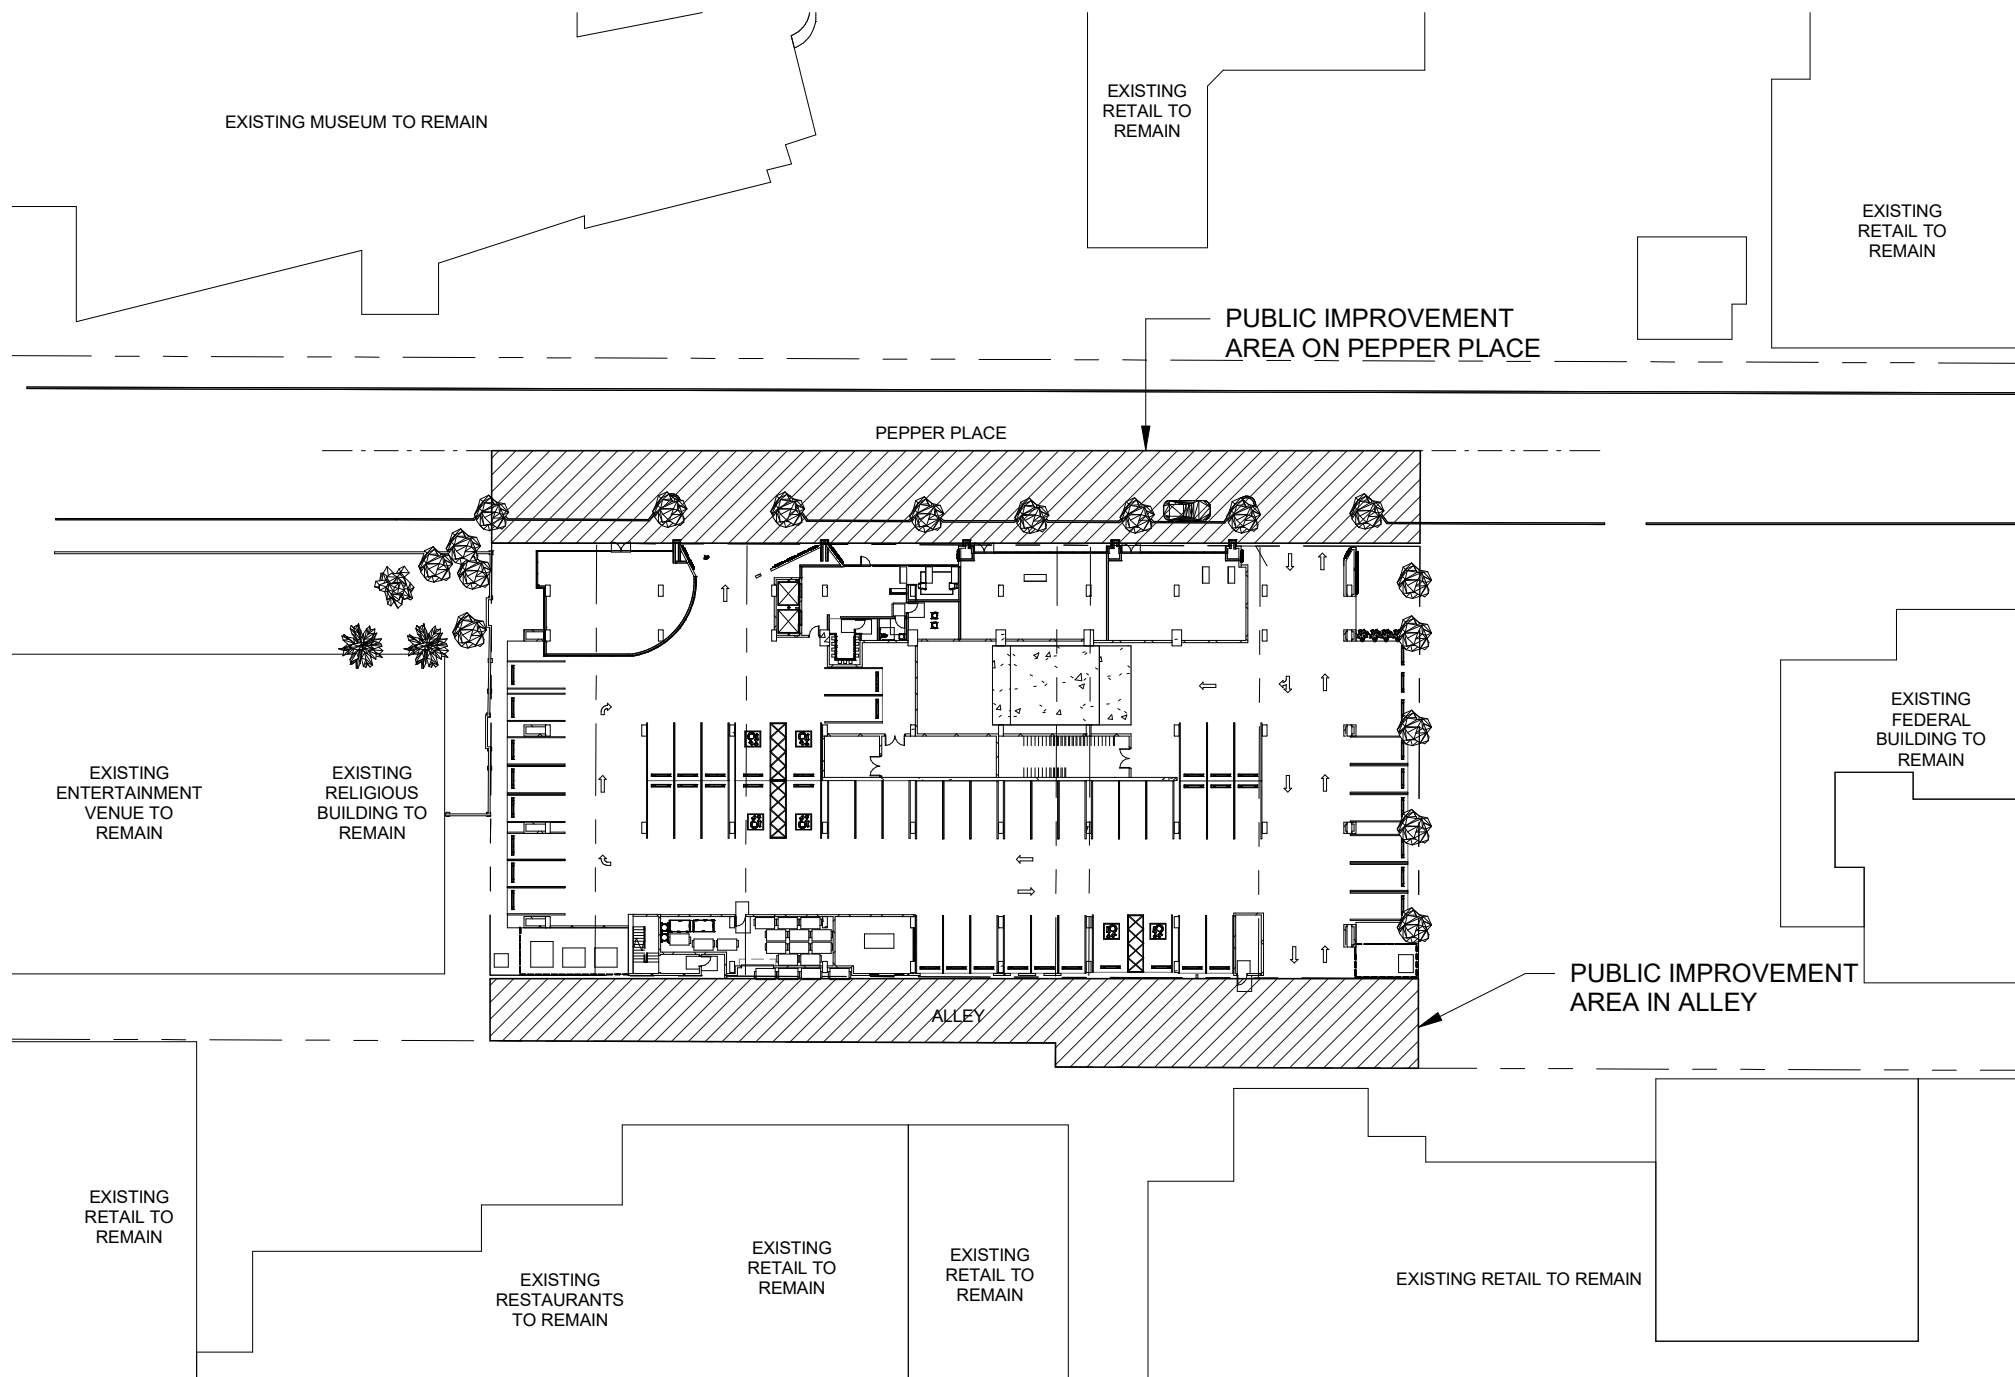 EXISTING MUSEUM TO REMAIN
EXISTING
RETAIL TO
REMAIN
EXISTING
RETAIL TO
REMAIN
PUBLIC IMPROVEMENT
AREA ON PEPPER PLACE
PEPPER PLACE
EXISTING
FEDERAL
BUILDING TO
REMAIN
EXISTING
ENTERTAINMENT
VENUE TO
REMAIN
EXISTING
RELIGIOUS
BUILDING TO
REMAIN
PUBLIC IMPROVEMENT
AREA IN ALLEY
ALLEY
EXISTING
RETAIL TO
REMAIN
EXISTING
RESTAURANTS
TO REMAIN
EXISTING
RETAIL TO
REMAIN
EXISTING
RETAIL TO
REMAIN
EXISTING RETAIL TO REMAIN